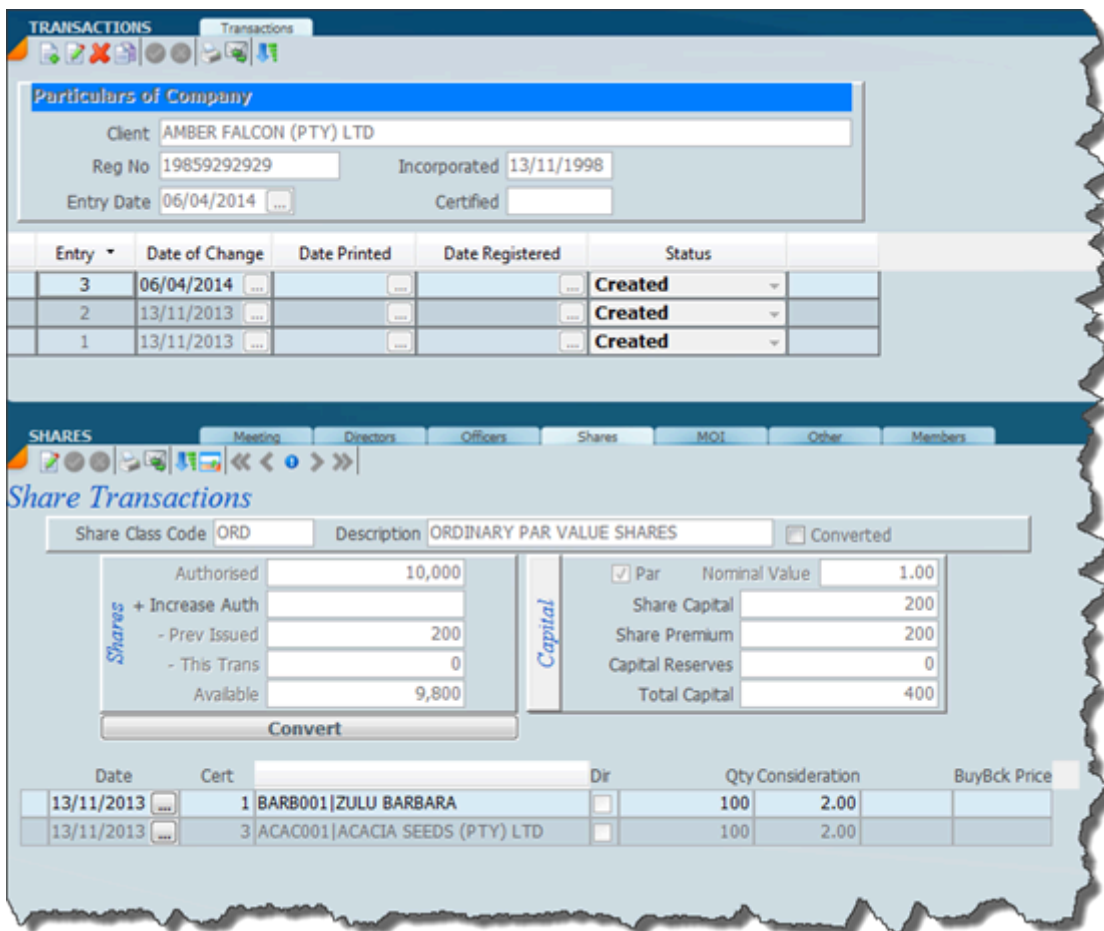 TRANSACTIONS Transactions
Particulars of Company
Client AMBER FALCON (PTY) LTD
Reg No 19859292929 Incorporated 13/11/1998
Entry Date 06/04/2014 ... Certified
Entry Date of Change Date Printed Date Registered Status
3 06/04/2014 ... ... ... Created
2 13/11/2013 ... ... ... Created
1 13/11/2013 ... ... ... Created
SHARES Meeting Directors Officers Shares MOI Other Members
Share Transactions
Share Class Code ORD Description ORDINARY PAR VALUE SHARES Converted
Shares
Authorised 10,000
+ Increase Auth
- Prev Issued 200
- This Trans 0
Available 9,800
Capital
Par Nominal Value 1.00
Share Capital 200
Share Premium 200
Capital Reserves 0
Total Capital 400
Convert
Date Cert Dir Qty Consideration BuyBck Price
13/11/2013 ... 1 BARB001|ZULU BARBARA 100 2.00
13/11/2013 ... 3 ACAC001|ACACIA SEEDS (PTY) LTD 100 2.00